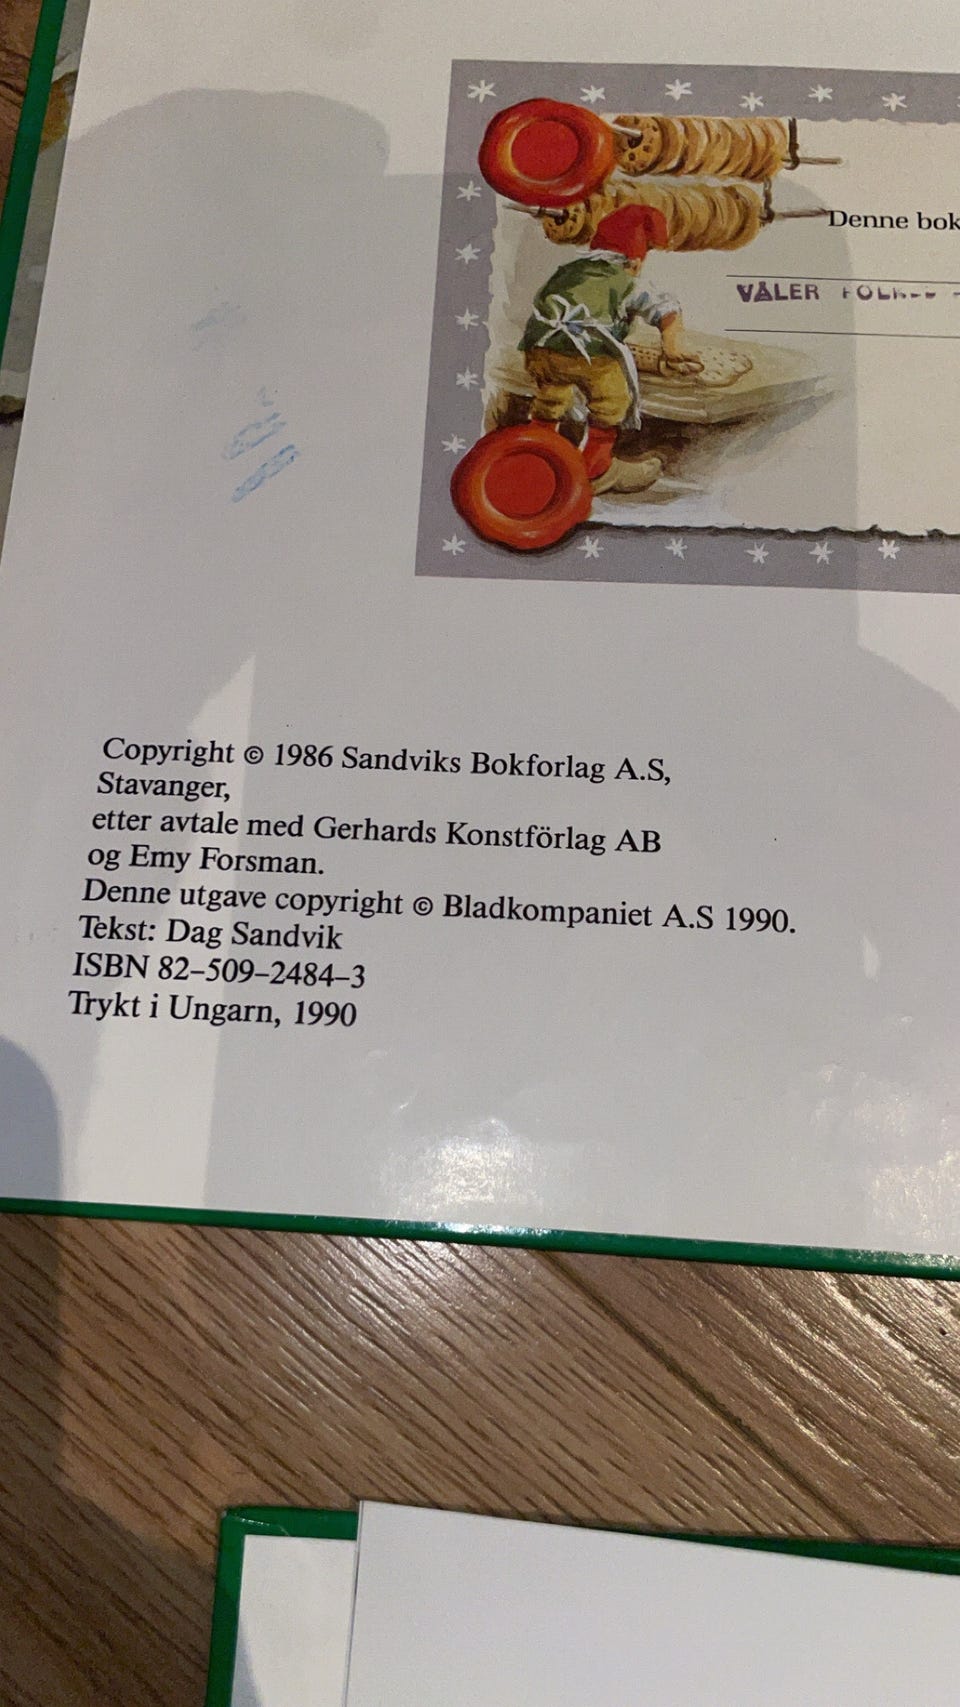 Denne bok
VÅLER
Copyright © 1986 Sandviks Bokforlag A.S,
Stavanger,
etter avtale med Gerhards Konstförlag AB
og Emy Forsman.
Denne utgave copyright © Bladkompaniet A.S 1990.
Tekst: Dag Sandvik
ISBN 82–509–2484–3
Trykt i Ungarn, 1990